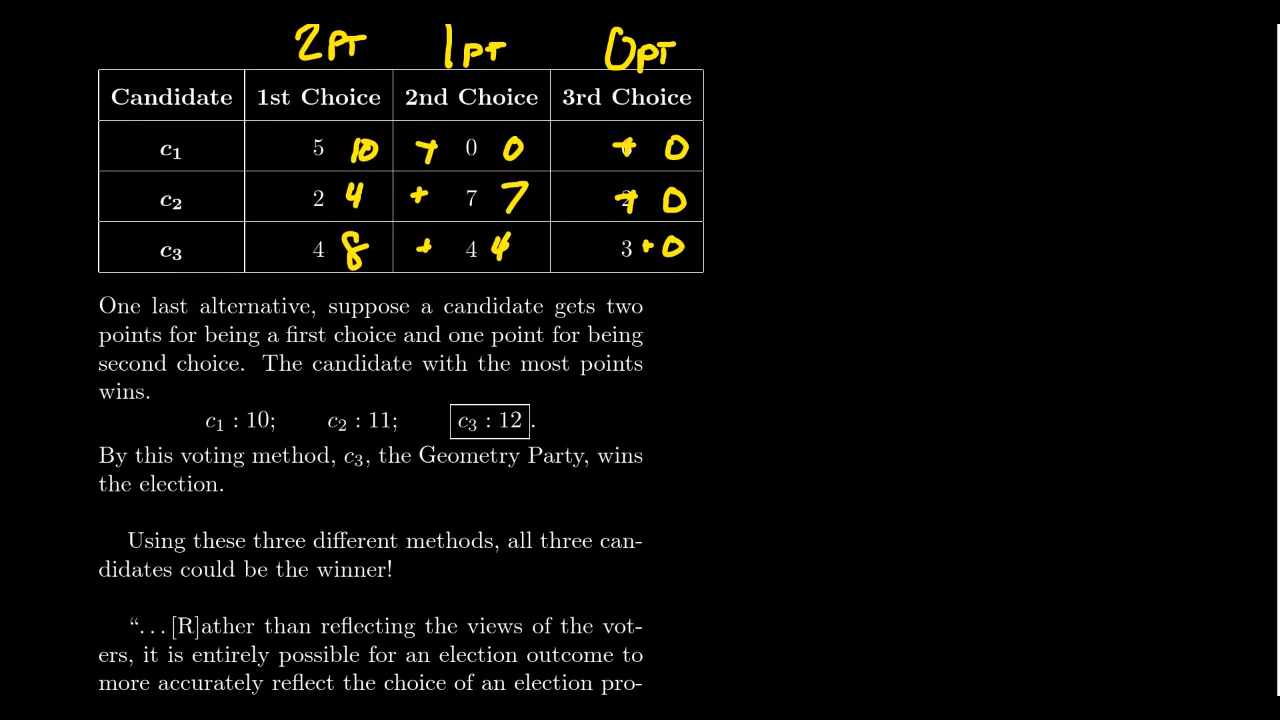 2PT 1PT 0PT
Candidate 1st Choice 2nd Choice 3rd Choice
c1 5 10 + 0 0 + 0
c2 2 4 + 7 7 + 0
c3 4 8 + 4 4 3 + 0
One last alternative, suppose a candidate gets two
points for being a first choice and one point for being
second choice. The candidate with the most points
wins.
c1 : 10; c2 : 11; c3 : 12.
By this voting method, c3, the Geometry Party, wins
the election.
Using these three different methods, all three can-
didates could be the winner!
“. . . [R]ather than reflecting the views of the vot-
ers, it is entirely possible for an election outcome to
more accurately reflect the choice of an election pro-